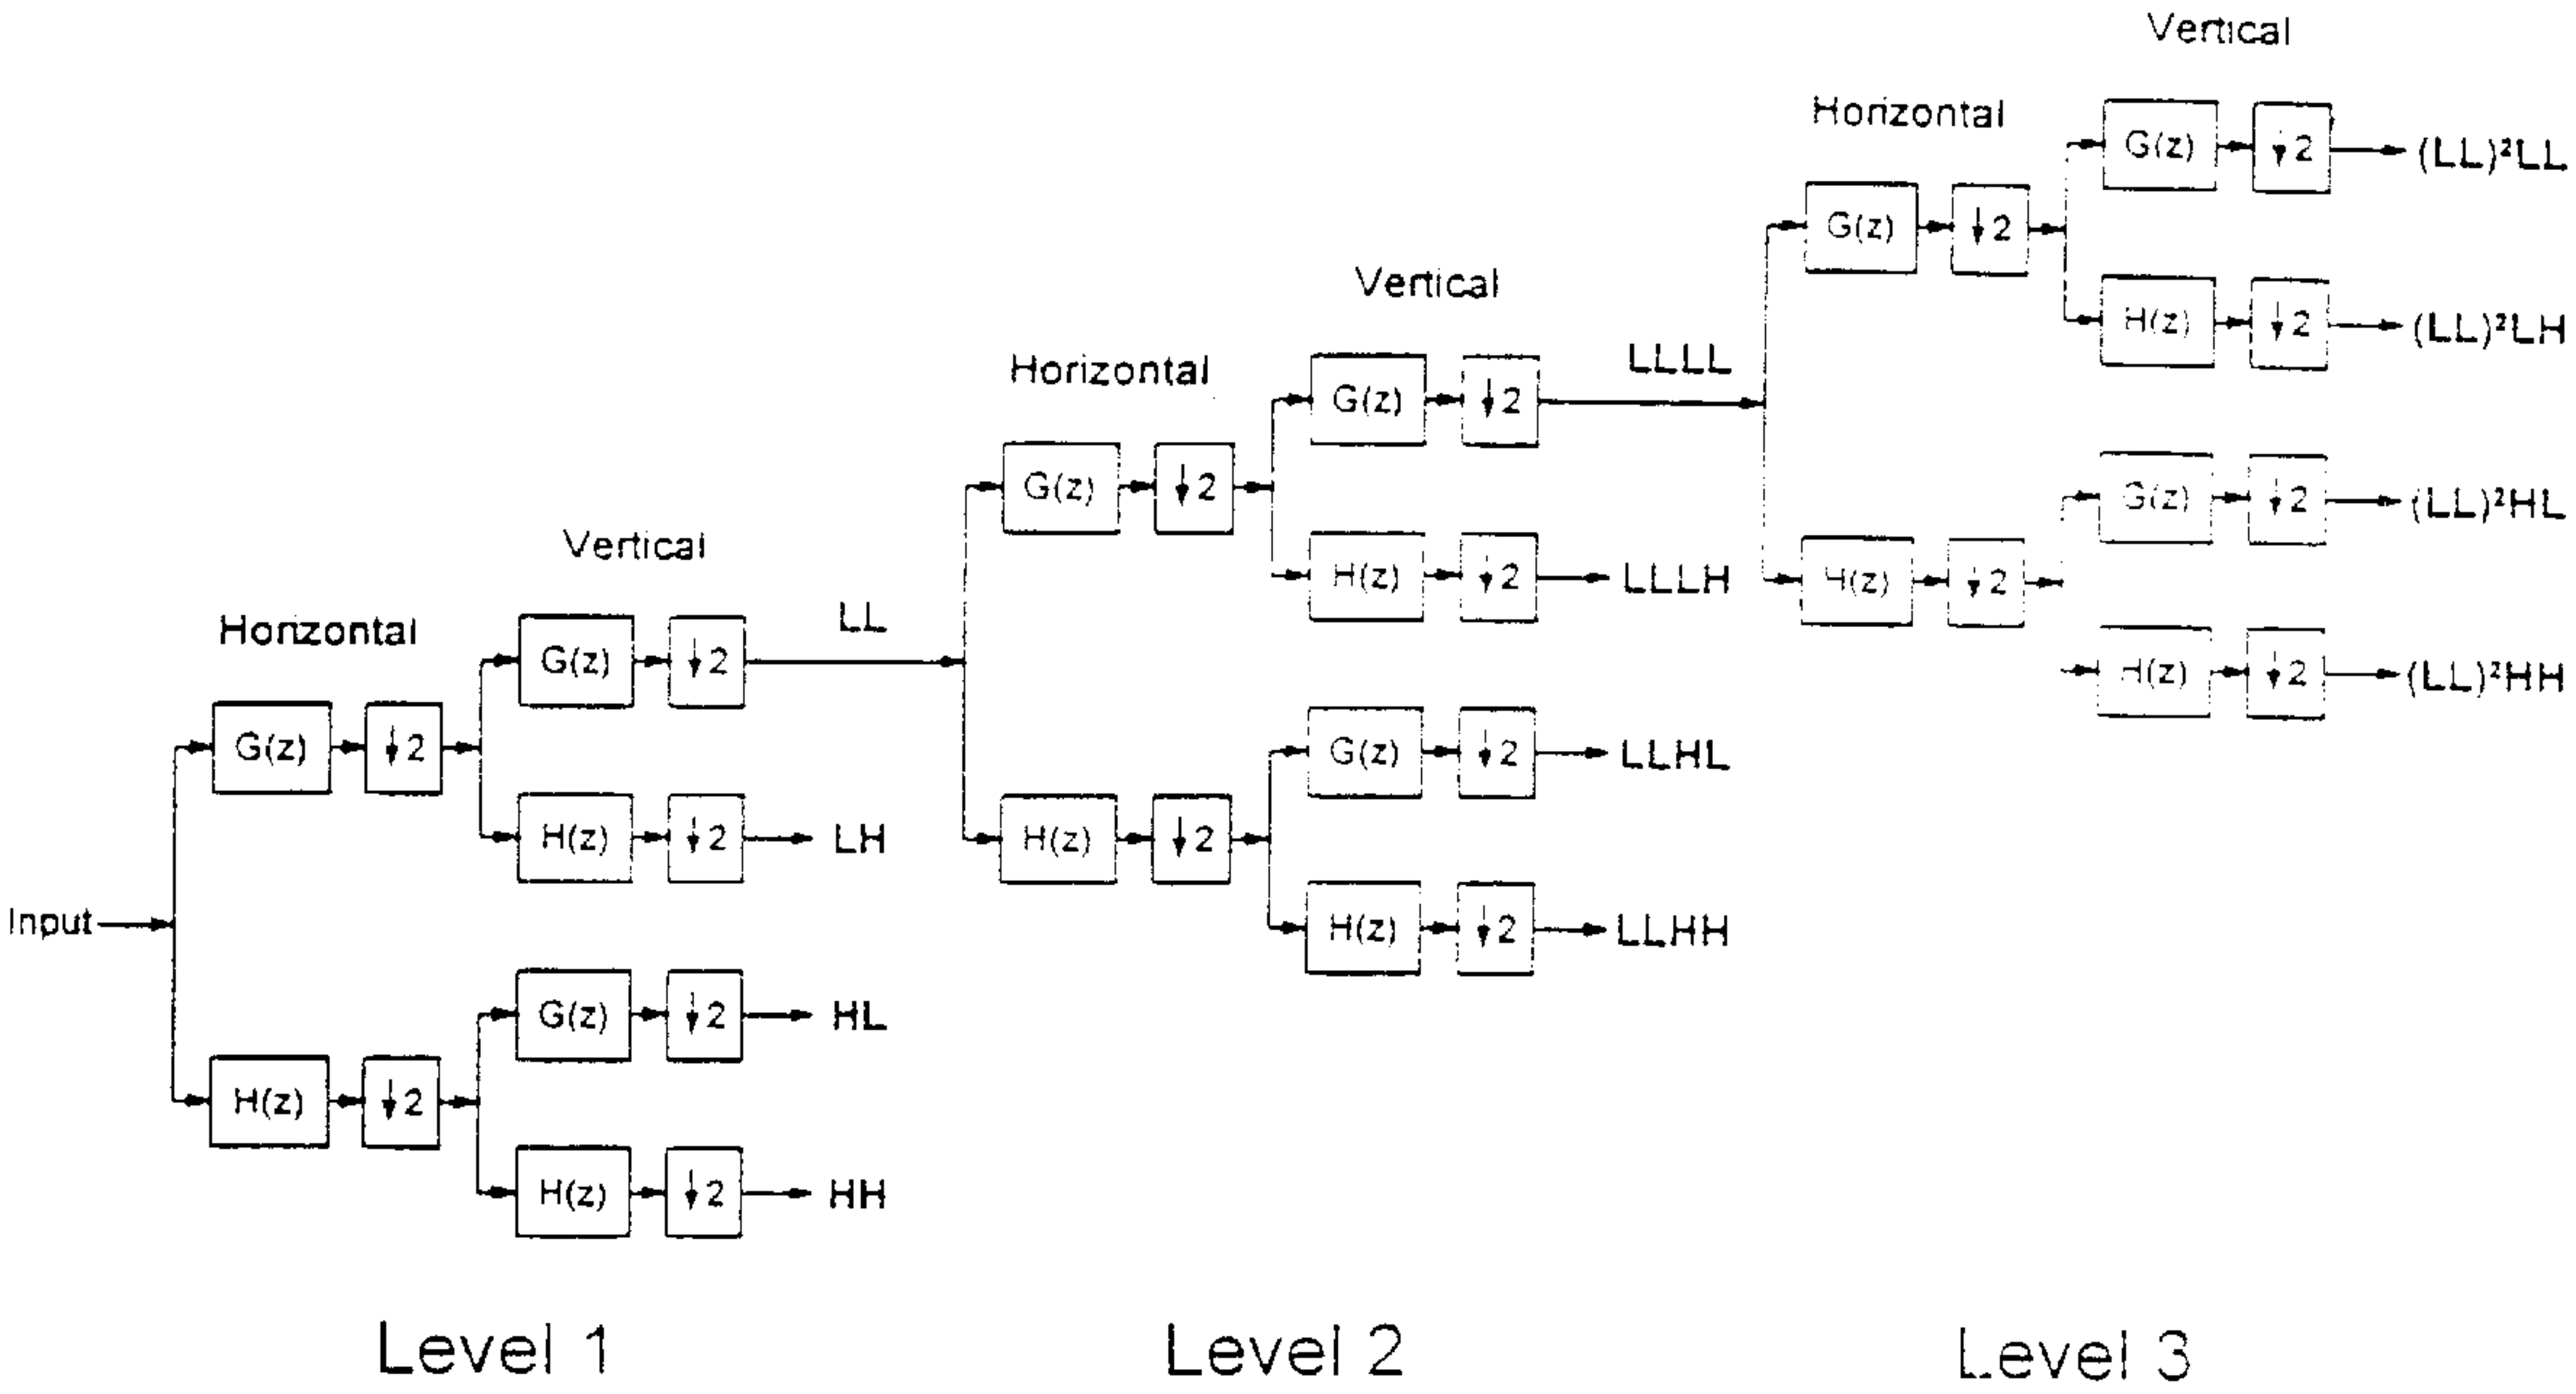 Vertical
Horizontal
G(z) ↓2 (LL)²LL
G(z) ↓2
Vertical
H(z) ↓2 (LL)²LH
Horizontal
G(z) ↓2 LLLL
G(z) ↓2
G(z) ↓2 (LL)²HL
Vertical
H(z) ↓2 LLLH
H(z) ↓2
Horizontal
G(z) ↓2 LL
H(z) ↓2 (LL)²HH
G(z) ↓2
G(z) ↓2 LLHL
H(z) ↓2 LH
H(z) ↓2
Input
H(z) ↓2 LLHH
G(z) ↓2 HL
H(z) ↓2
H(z) ↓2 HH
Level 1
Level 2
Level 3